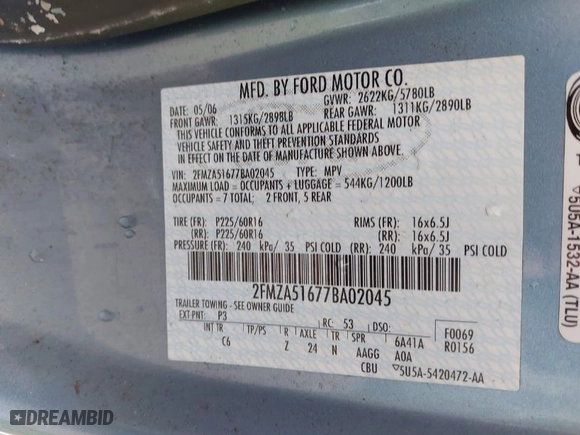 MFD. BY FORD MOTOR CO.
DATE: 05/06 GVWR: 2622KG/5780LB
FRONT GAWR: 1315KG/2898LB REAR GAWR: 1311KG/2890LB
THIS VEHICLE CONFORMS TO ALL APPLICABLE FEDERAL MOTOR
VEHICLE SAFETY AND THEFT PREVENTION STANDARDS
IN EFFECT ON THE DATE OF MANUFACTURE SHOWN ABOVE.
VIN: 2FMZA51677BA02045 TYPE: MPV
MAXIMUM LOAD = OCCUPANTS + LUGGAGE = 544KG/1200LB
OCCUPANTS = 7 TOTAL; 2 FRONT, 5 REAR
TIRE (FR): P225/60R16 RIMS (FR): 16x6.5J
(RR): P225/60R16 (RR): 16x6.5J
PRESSURE (FR): 240 kPa/ 35 PSI COLD (RR): 240 kPa/ 35 PSI COLD
2FMZA51677BA02045
TRAILER TOWING - SEE OWNER GUIDE
EXT-PNT: P3 RC: 53 DSO: F0069
INT TR TP/PS R AXLE TR SPR 6A41A R0156
C6 Z 24 N AAGG A0A
CBU ▽5U5A-5420472-AA
5U5A-1532-AA (TLU)
DREAMBID